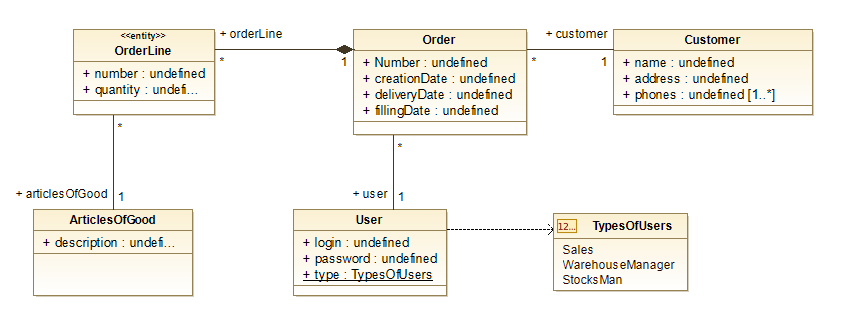 <<entity>>
OrderLine
+ number : undefined
+ quantity : undefi...
+ orderLine
*
1
Order
+ Number : undefined
+ creationDate : undefined
+ deliveryDate : undefined
+ fillingDate : undefined
+ customer
*
1
Customer
+ name : undefined
+ address : undefined
+ phones : undefined [1..*]
*
+ articlesOfGood
1
*
+ user
1
ArticlesOfGood
+ description : undefi...
User
+ login : undefined
+ password : undefined
+ type : TypesOfUsers
12...
TypesOfUsers
Sales
WarehouseManager
StocksMan